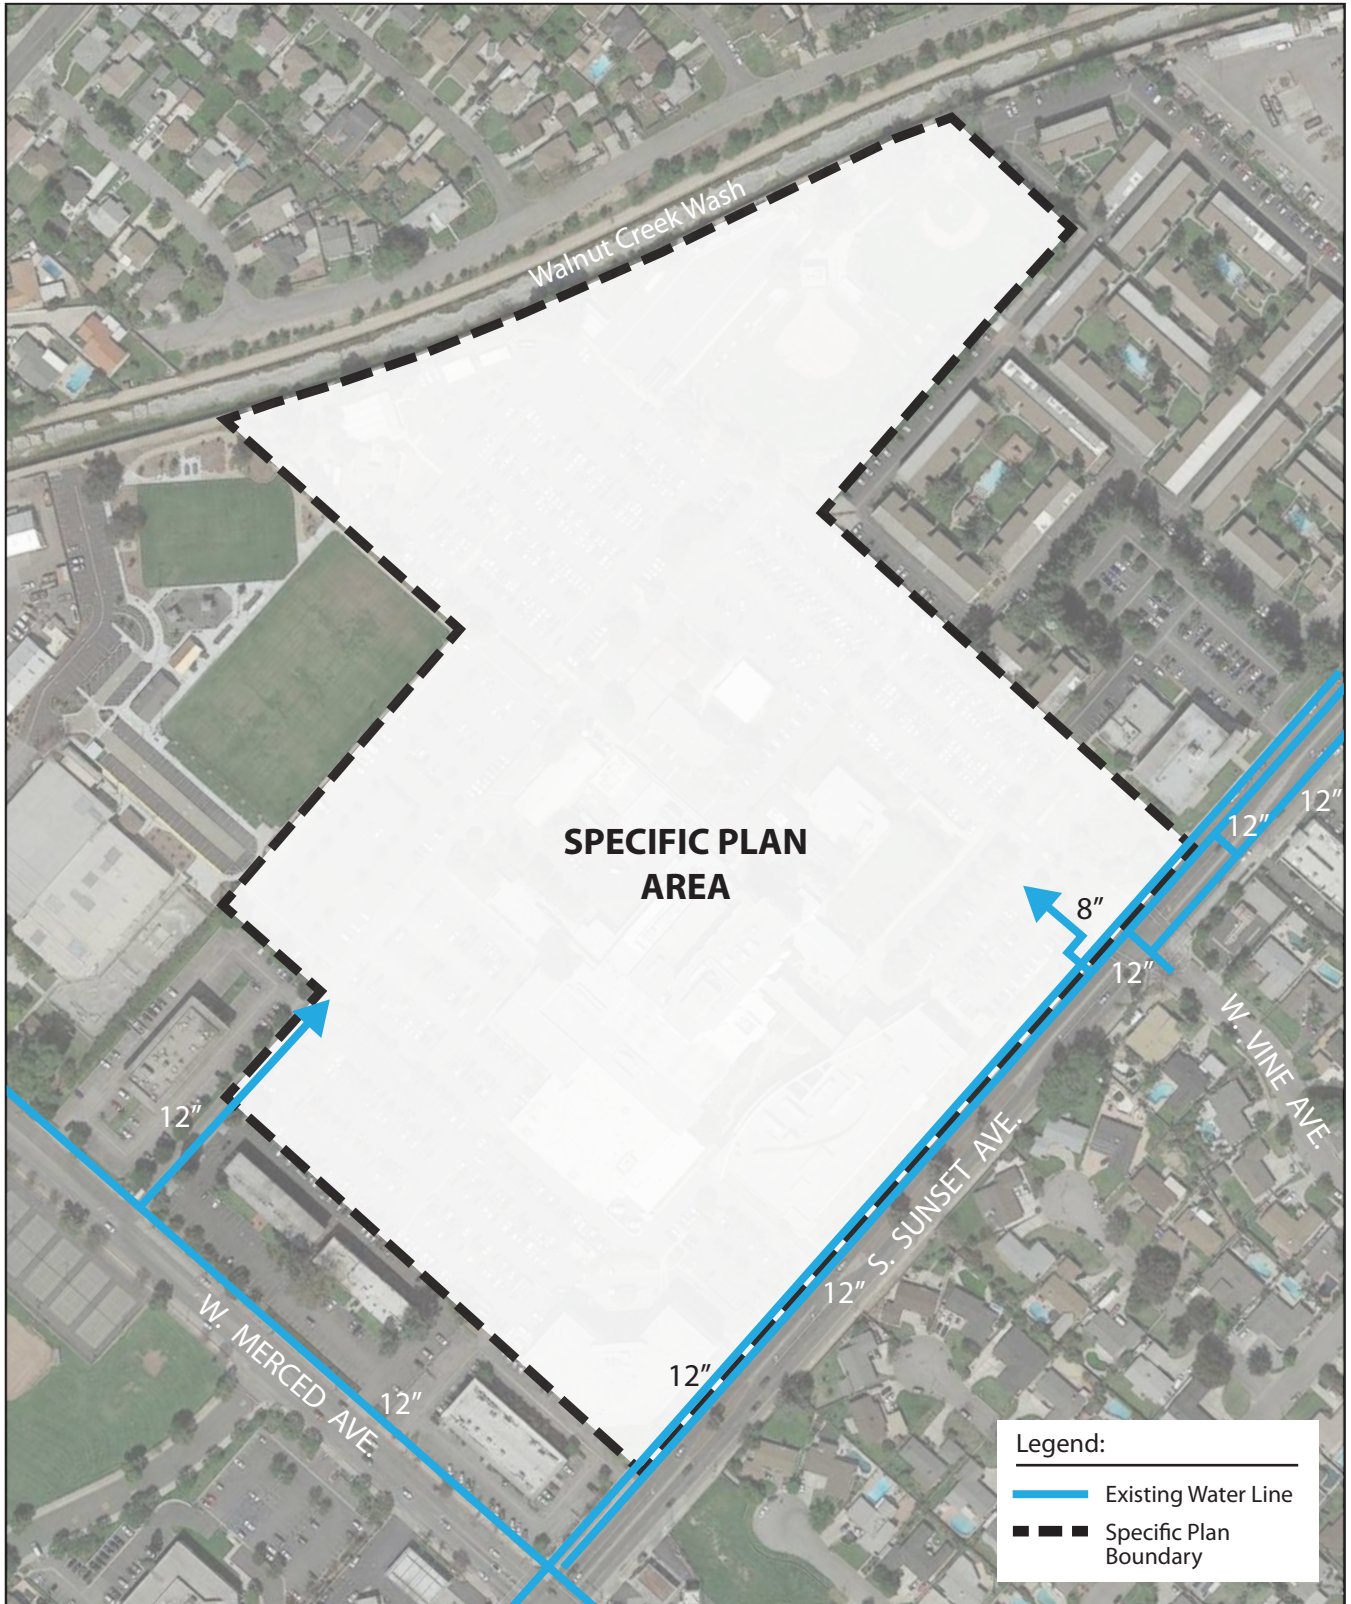 Walnut Creek Wash
SPECIFIC PLAN
AREA
12”
12”
8”
12”
W. VINE AVE.
12”
S. SUNSET AVE.
12”
12”
W. MERCED AVE.
12”
Legend:
Existing Water Line
Specific Plan
Boundary